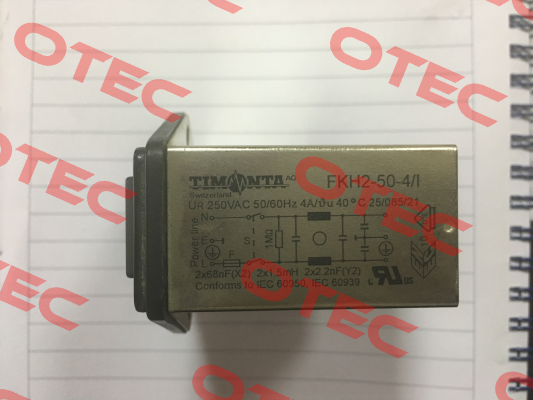 OTEC
TIMONTA AG
Switzerland
FKH2-50-4/I
UR 250VAC 50/60Hz 4A/ϑu 40°C 25/085/21
Power line
N
E
L
S
F
1MΩ
2x68nF(X2) 2x1,5mH 2x2,2nF(Y2)
Conforms to IEC 60950, IEC 60939
OTEC
OTEC
OTEC
OTEC